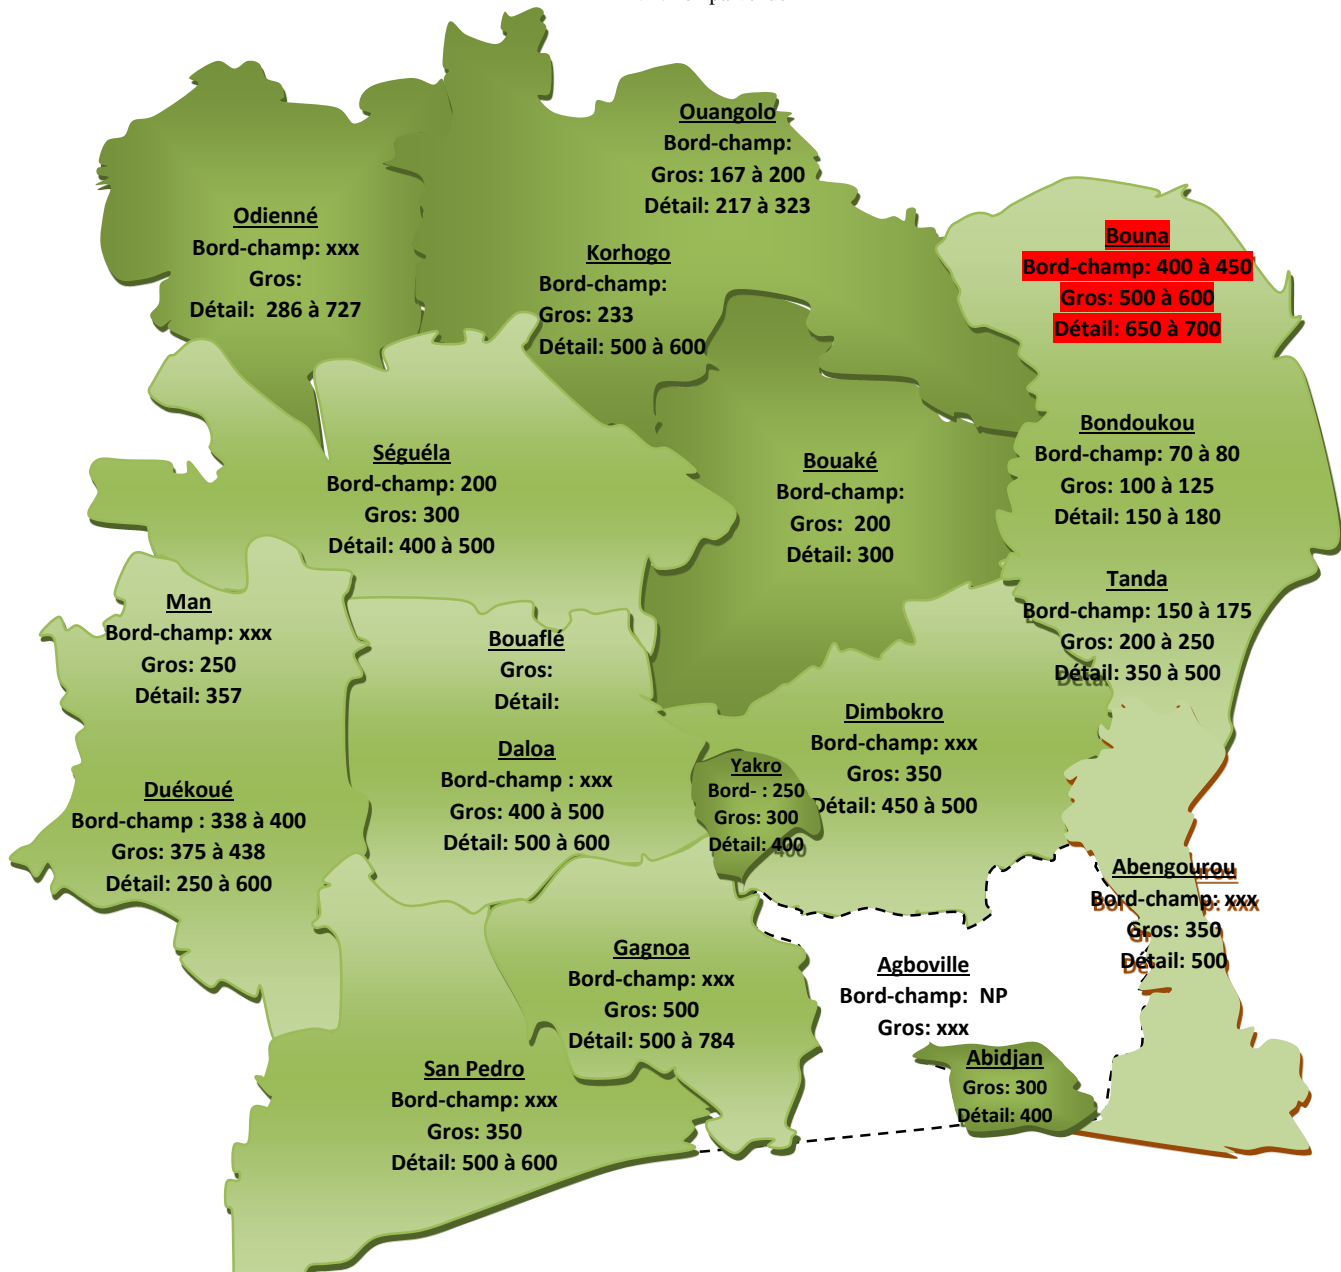 Ouangolo
Bord-champ:
Gros: 167 à 200
Détail: 217 à 323
Odienné
Bord-champ: xxx
Gros:
Détail: 286 à 727
Korhogo
Bord-champ:
Gros: 233
Détail: 500 à 600
Bouna
Bord-champ: 400 à 450
Gros: 500 à 600
Détail: 650 à 700
Séguéla
Bord-champ: 200
Gros: 300
Détail: 400 à 500
Bouaké
Bord-champ:
Gros: 200
Détail: 300
Bondoukou
Bord-champ: 70 à 80
Gros: 100 à 125
Détail: 150 à 180
Tanda
Bord-champ: 150 à 175
Gros: 200 à 250
Détail: 350 à 500
Man
Bord-champ: xxx
Gros: 250
Détail: 357
Bouaflé
Gros:
Détail:
Daloa
Bord-champ : xxx
Gros: 400 à 500
Détail: 500 à 600
Dimbokro
Bord-champ: xxx
Gros: 350
Détail: 450 à 500
Yakro
Bord- : 250
Gros: 300
Détail: 400
Duékoué
Bord-champ : 338 à 400
Gros: 375 à 438
Détail: 250 à 600
Abengourou
Bord-champ: xxx
Gros: 350
Détail: 500
Gagnoa
Bord-champ: xxx
Gros: 500
Détail: 500 à 784
Agboville
Bord-champ: NP
Gros: xxx
Abidjan
Gros: 300
Détail: 400
San Pedro
Bord-champ: xxx
Gros: 350
Détail: 500 à 600